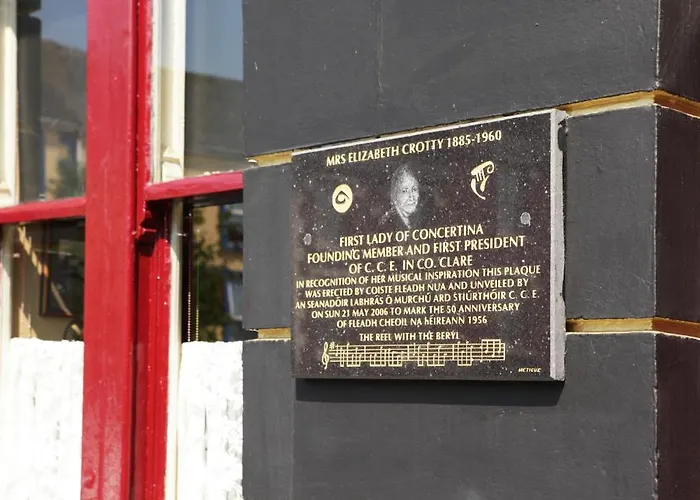 MRS ELIZABETH CROTTY 1885-1960
FIRST LADY OF CONCERTINA
FOUNDING MEMBER AND FIRST PRESIDENT
OF C. C. E. IN CO. CLARE
IN RECOGNITION OF HER MUSICAL INSPIRATION THIS PLAQUE
WAS ERECTED BY COISTE FLEADH NUA AND UNVEILED BY
AN SEANADÓIR LABHRÁS Ó MURCHÚ ARD STIÚRTHÓIR C. C. E.
ON SUN 21 MAY 2006 TO MARK THE 50 ANNIVERSARY
OF FLEADH CHEOIL NA hÉIREANN 1956
THE REEL WITH THE BERYL
McTIGUE